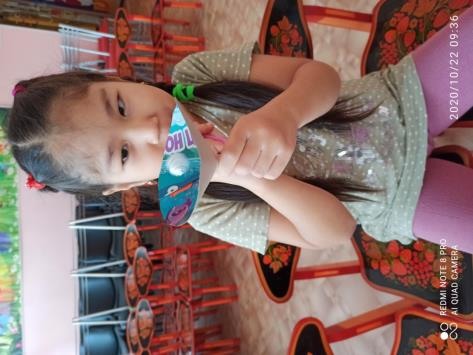 2020/10/22 09:36
REDMI NOTE 8 PRO
AI QUAD CAMERA